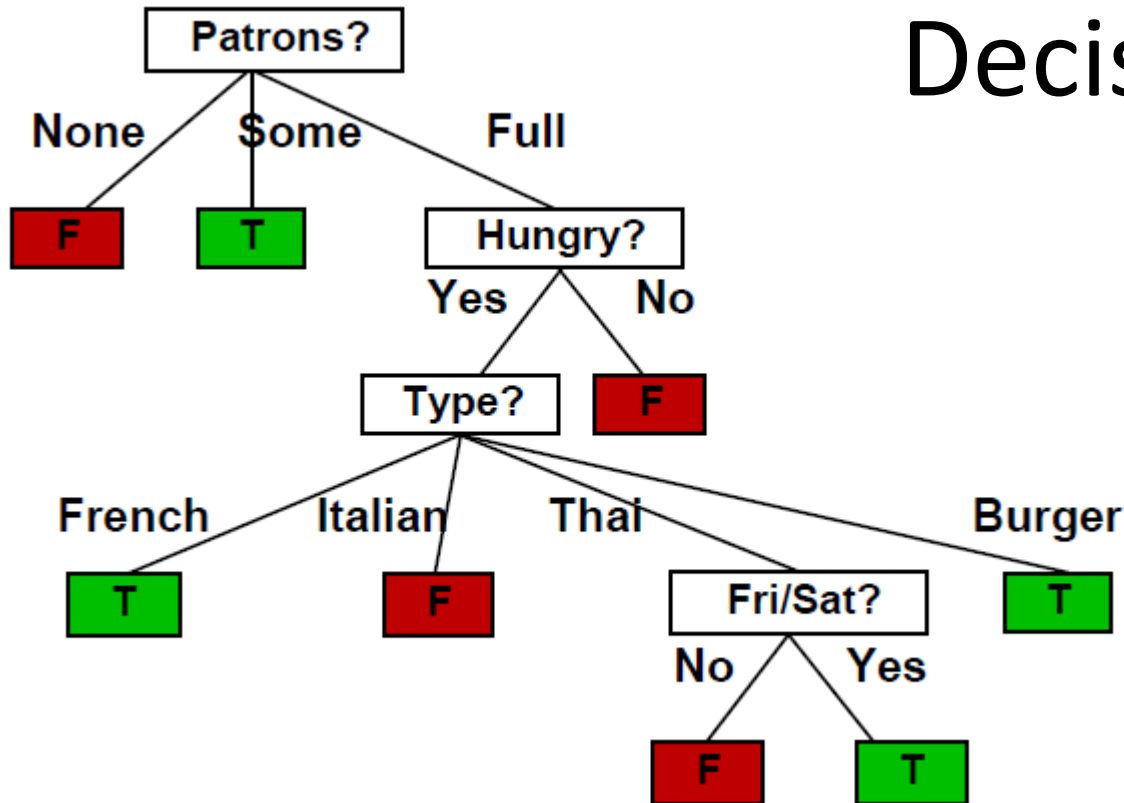 Decis
Patrons?
None Some Full
F T Hungry?
Yes No
Type? F
French Italian Thai Burger
T F Fri/Sat? T
No Yes
F T